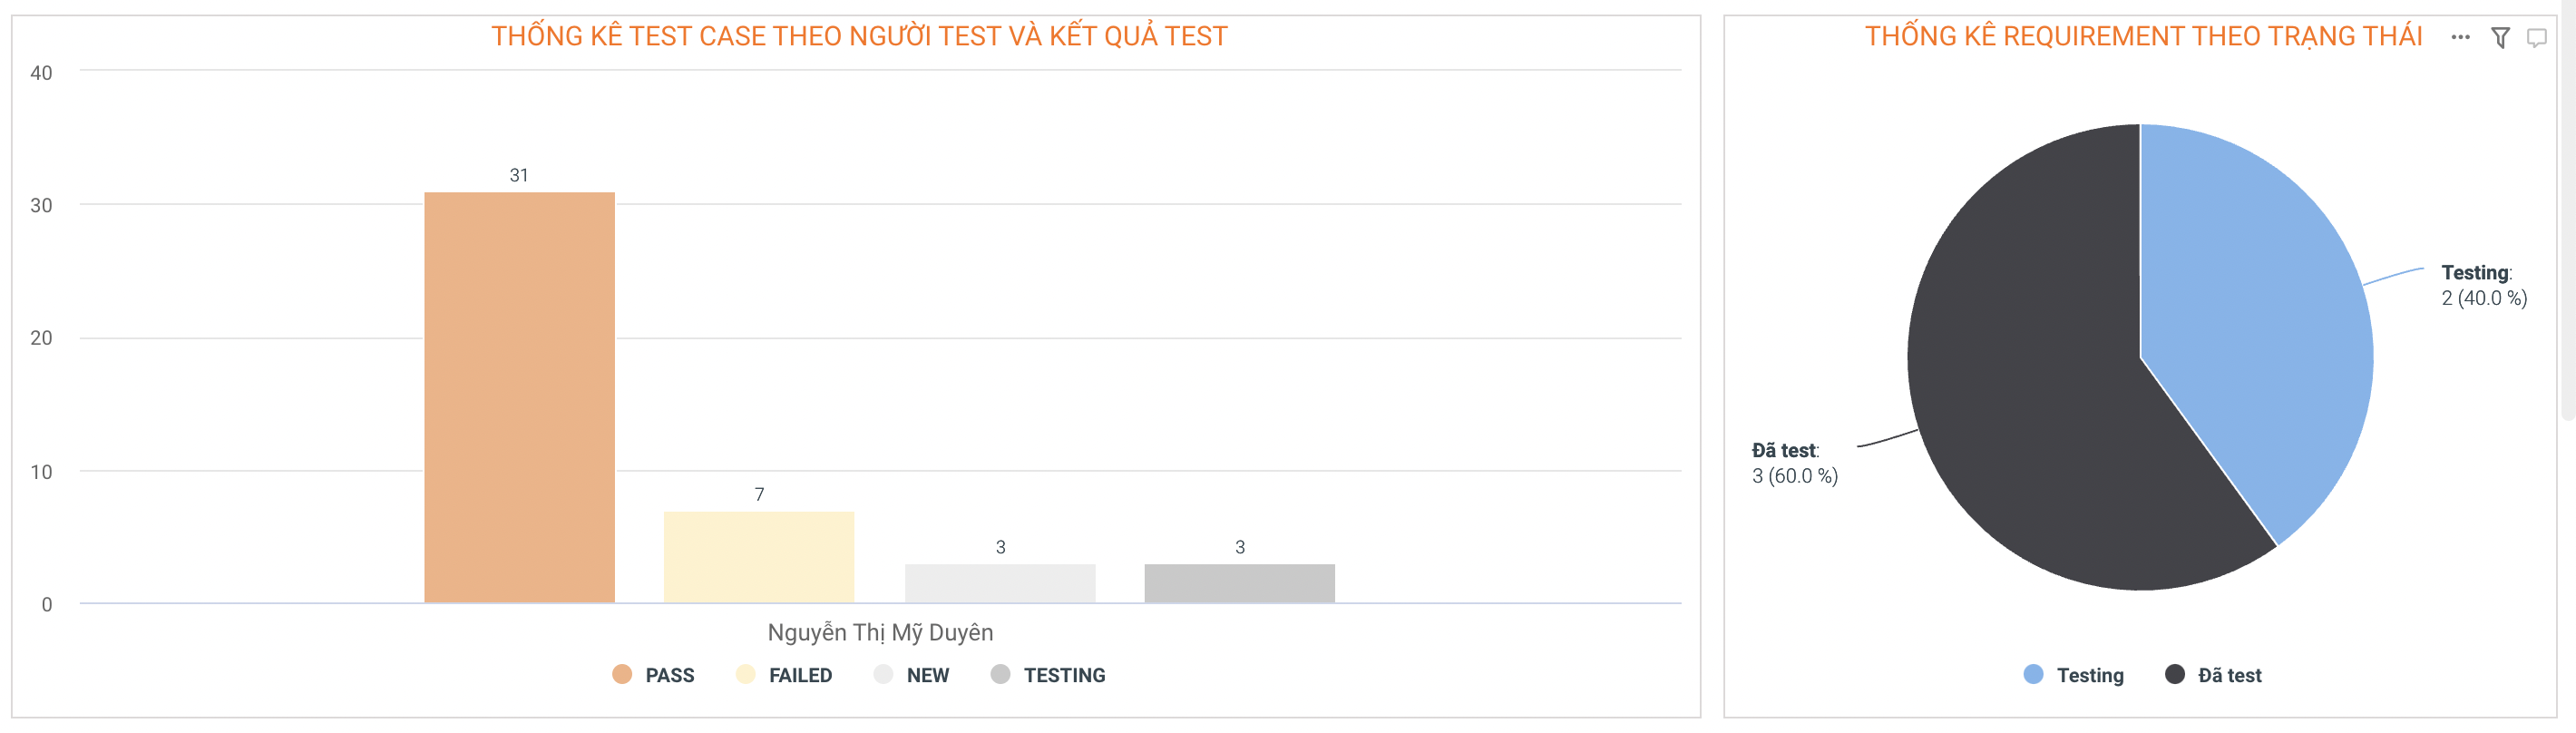 THỐNG KÊ TEST CASE THEO NGƯỜI TEST VÀ KẾT QUẢ TEST
40
30
20
10
0
31
7
3
3
Nguyễn Thị Mỹ Duyên
PASS FAILED NEW TESTING
THỐNG KÊ REQUIREMENT THEO TRẠNG THÁI
Testing:
2 (40.0 %)
Đã test:
3 (60.0 %)
Testing Đã test